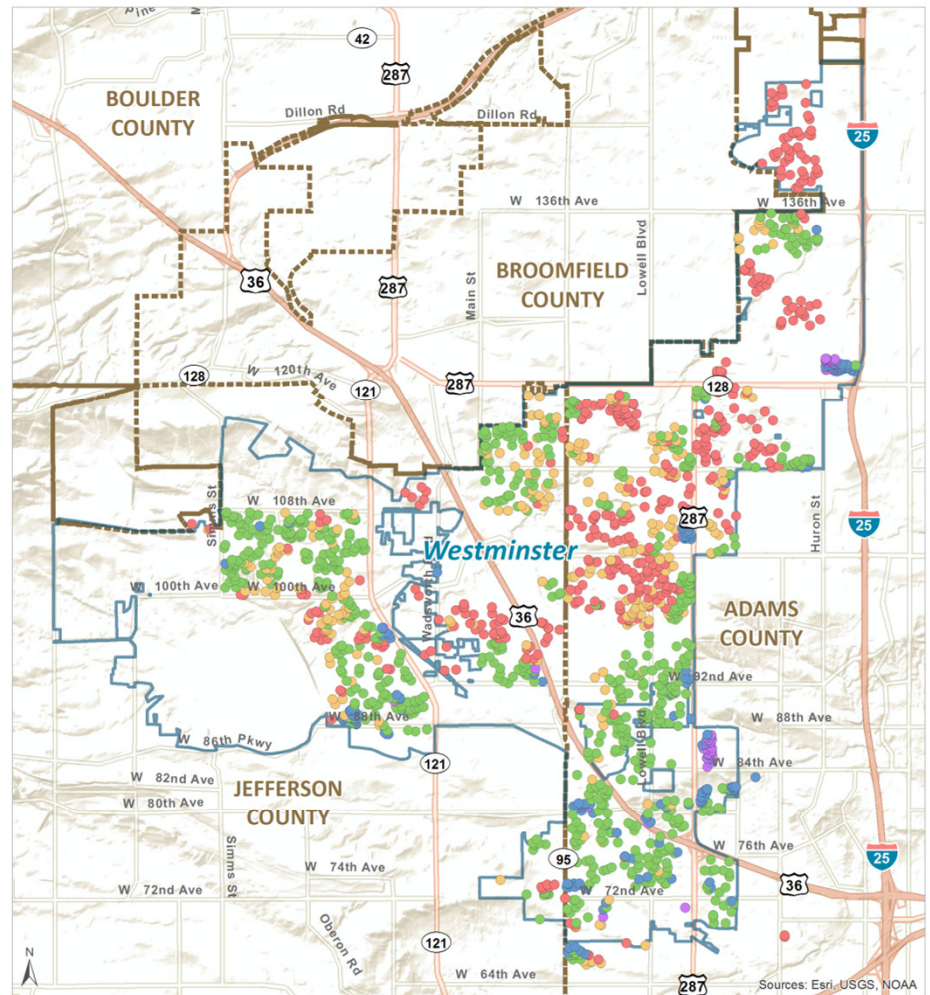 Pine
42
287
BOULDER
COUNTY
Dillon Rd
Dillon Rd
25
W 136th Ave
W 136th Ave
Lowell Blvd
BROOMFIELD
COUNTY
36
287
Main St
W 120th Ave
128
121
287
128
W 108th Ave
Simms St
287
Huron St
25
Westminster
W 100th Ave
W 100th Ave
Wadsworth
36
ADAMS
COUNTY
W 92nd Ave
W 88th Ave
W 88th Ave
Lowell Blvd
W 86th Pkwy
W 84th Ave
121
W 82nd Ave
JEFFERSON
COUNTY
W 80th Ave
W 76th Ave
Simms St
W 74th Ave
95
25
W 72nd Ave
W 72nd Ave
36
Oberon Rd
121
N
W 64th Ave
287
Sources: Esri, USGS, NOAA